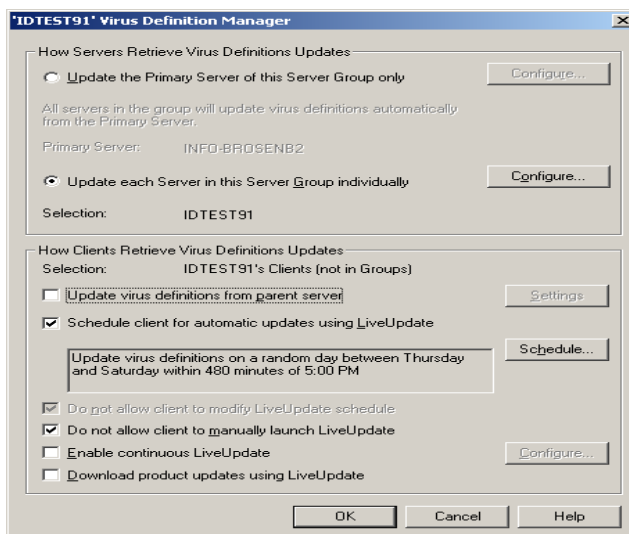 'IDTEST91' Virus Definition Manager
How Servers Retrieve Virus Definitions Updates
Update the Primary Server of this Server Group only
Configure...
All servers in the group will update virus definitions automatically
from the Primary Server.
Primary Server: INFO-BROSENB2
Update each Server in this Server Group individually
Configure...
Selection: IDTEST91
How Clients Retrieve Virus Definitions Updates
Selection: IDTEST91's Clients (not in Groups)
Update virus definitions from parent server
Settings
Schedule client for automatic updates using LiveUpdate
Schedule...
Update virus definitions on a random day between Thursday
and Saturday within 480 minutes of 5:00 PM
Do not allow client to modify LiveUpdate schedule
Do not allow client to manually launch LiveUpdate
Enable continuous LiveUpdate
Configure...
Download product updates using LiveUpdate
OK Cancel Help